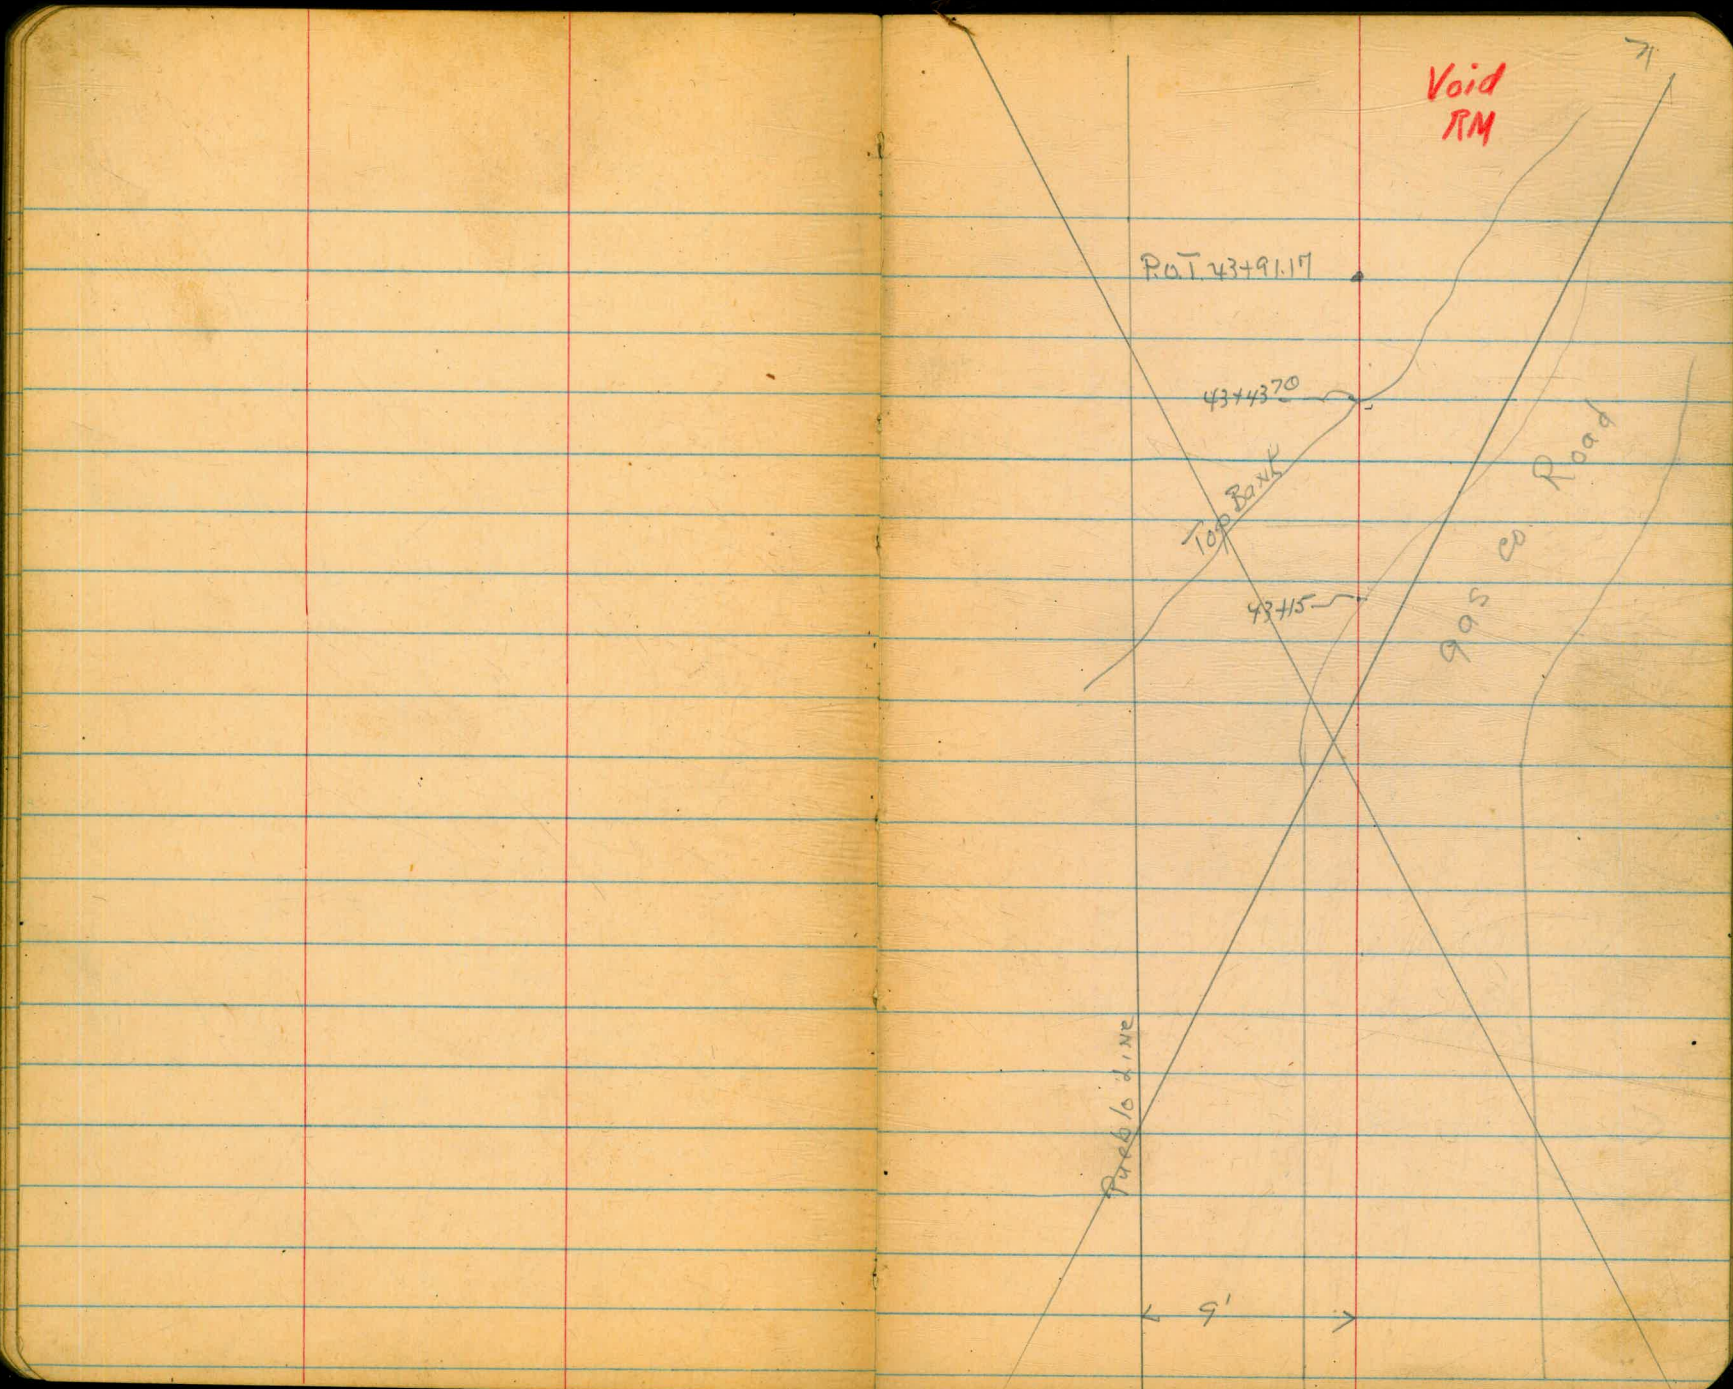 Void
RM
P.O.T. 43+91.17
43+43.70
Top Bank
Gas Co Road
43+15
Pueblo Line
9'